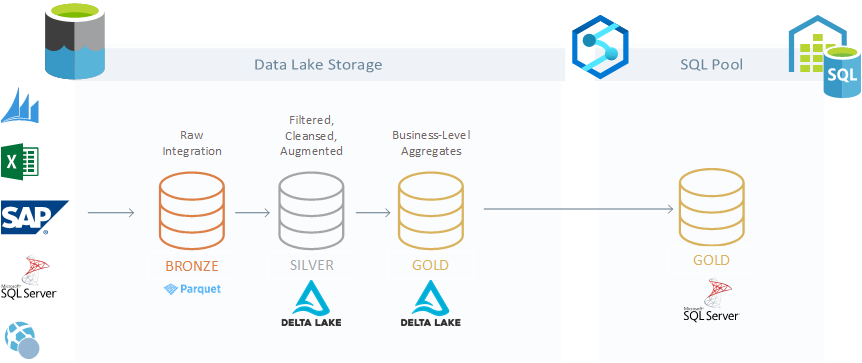 Data Lake Storage
SQL Pool
SQL
Raw
Integration
Filtered,
Cleansed,
Augmented
Business-Level
Aggregates
SAP
BRONZE
SILVER
GOLD
GOLD
Parquet
DELTA LAKE
DELTA LAKE
Microsoft
SQL Server
Microsoft
SQL Server